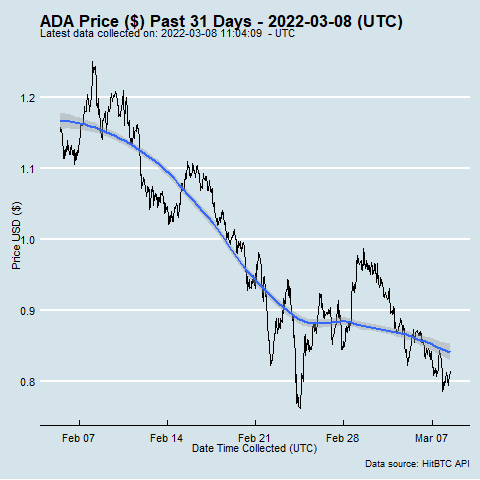 ADA Price ($) Past 31 Days - 2022-03-08 (UTC)
Latest data collected on: 2022-03-08 11:04:09 - UTC
Price USD ($)
1.2
1.1
1.0
0.9
0.8
Feb 07 Feb 14 Feb 21 Feb 28 Mar 07
Date Time Collected (UTC)
Data source: HitBTC API